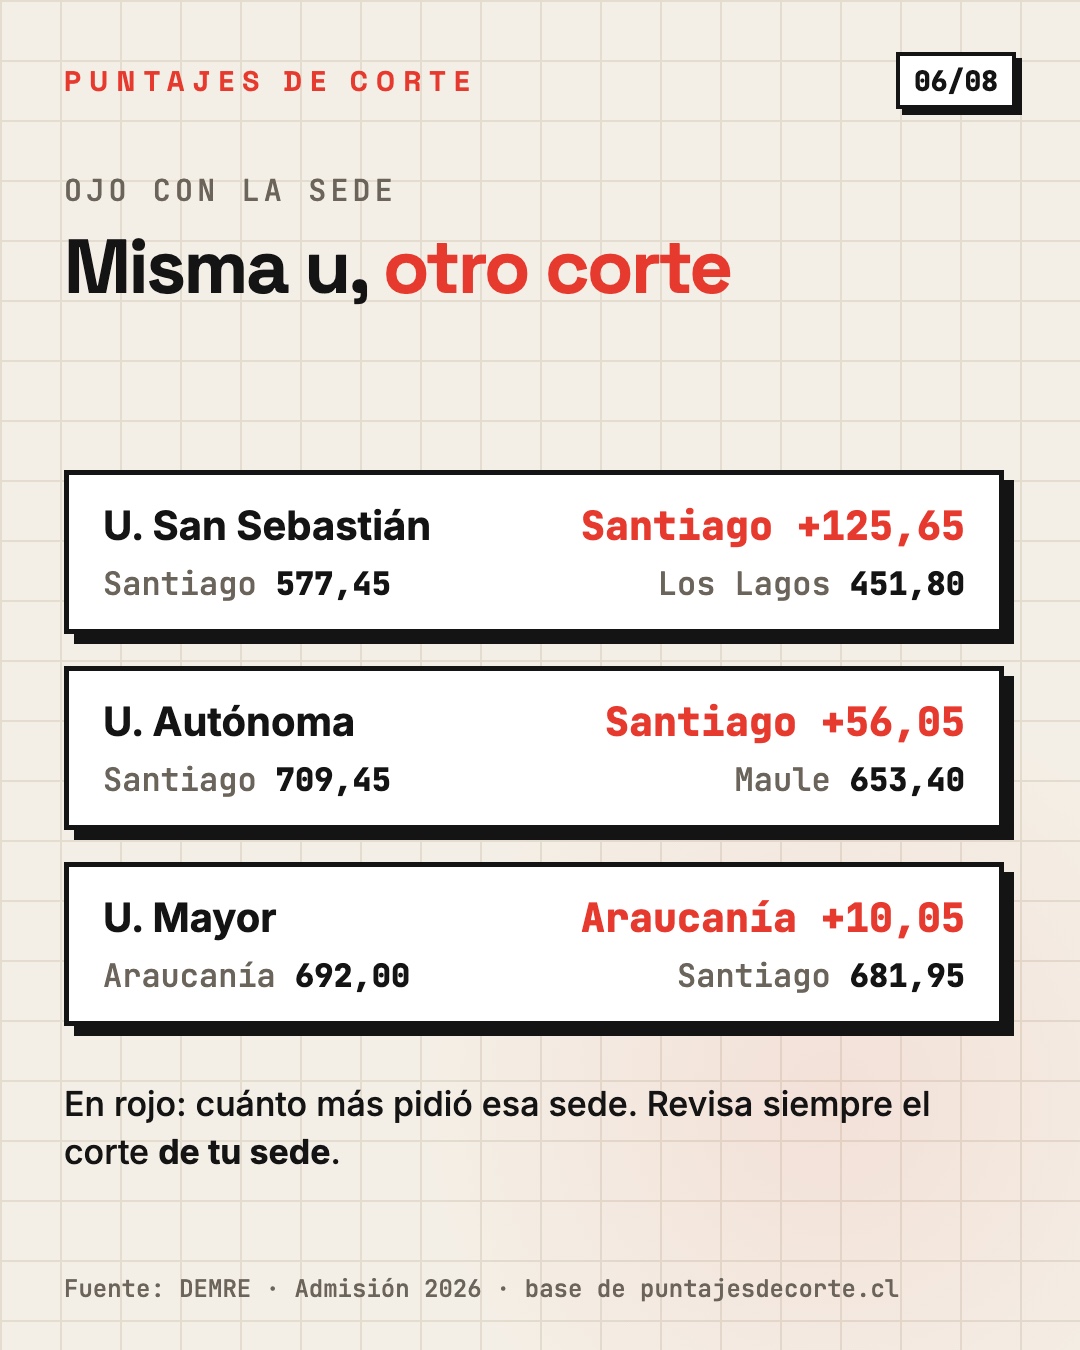 PUNTAJES DE CORTE
06/08
OJO CON LA SEDE
Misma u, otro corte
U. San Sebastián Santiago +125,65
Santiago 577,45 Los Lagos 451,80
U. Autónoma Santiago +56,05
Santiago 709,45 Maule 653,40
U. Mayor Araucanía +10,05
Araucanía 692,00 Santiago 681,95
En rojo: cuánto más pidió esa sede. Revisa siempre el
corte de tu sede.
Fuente: DEMRE · Admisión 2026 · base de puntajesdecorte.cl